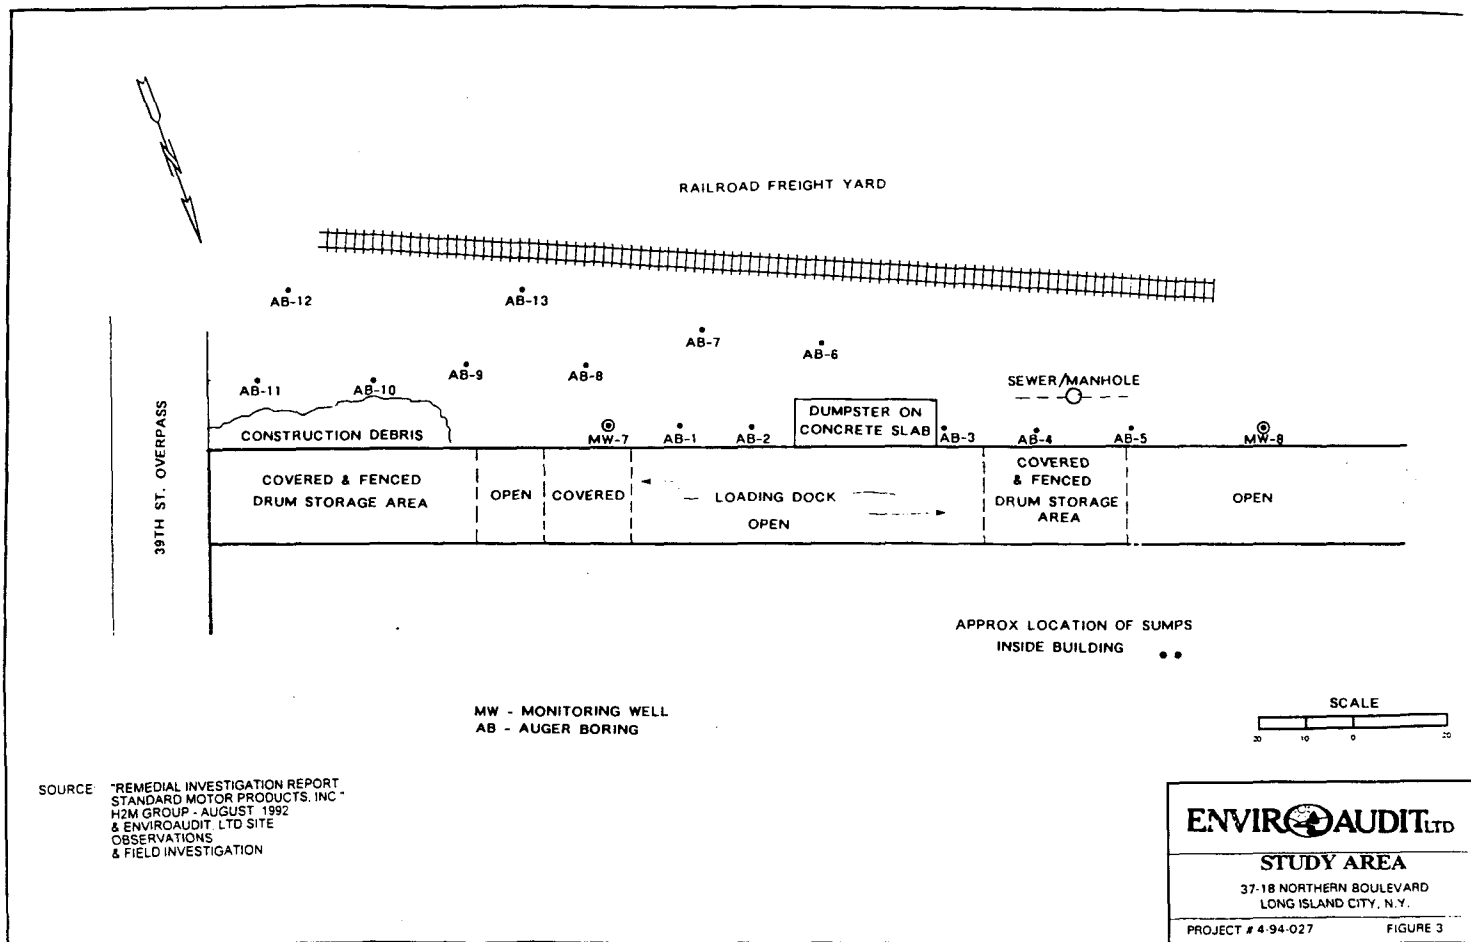 RAILROAD FREIGHT YARD
AB-12
AB-13
AB-7
AB-6
AB-9
AB-8
AB-11
AB-10
SEWER/MANHOLE
DUMPSTER ON
CONCRETE SLAB
CONSTRUCTION DEBRIS
MW-7
AB-1
AB-2
AB-3
AB-4
AB-5
MW-8
39TH ST. OVERPASS
COVERED & FENCED
DRUM STORAGE AREA
OPEN
COVERED
LOADING DOCK
OPEN
COVERED
& FENCED
DRUM STORAGE
AREA
OPEN
APPROX LOCATION OF SUMPS
INSIDE BUILDING
MW - MONITORING WELL
AB - AUGER BORING
SCALE
20 10 0 20
SOURCE: "REMEDIAL INVESTIGATION REPORT
STANDARD MOTOR PRODUCTS, INC"
H2M GROUP - AUGUST 1992
& ENVIROAUDIT, LTD SITE
OBSERVATIONS
& FIELD INVESTIGATION
ENVIROAUDIT LTD
STUDY AREA
37-18 NORTHERN BOULEVARD
LONG ISLAND CITY, N.Y.
PROJECT # 4-94-027 FIGURE 3